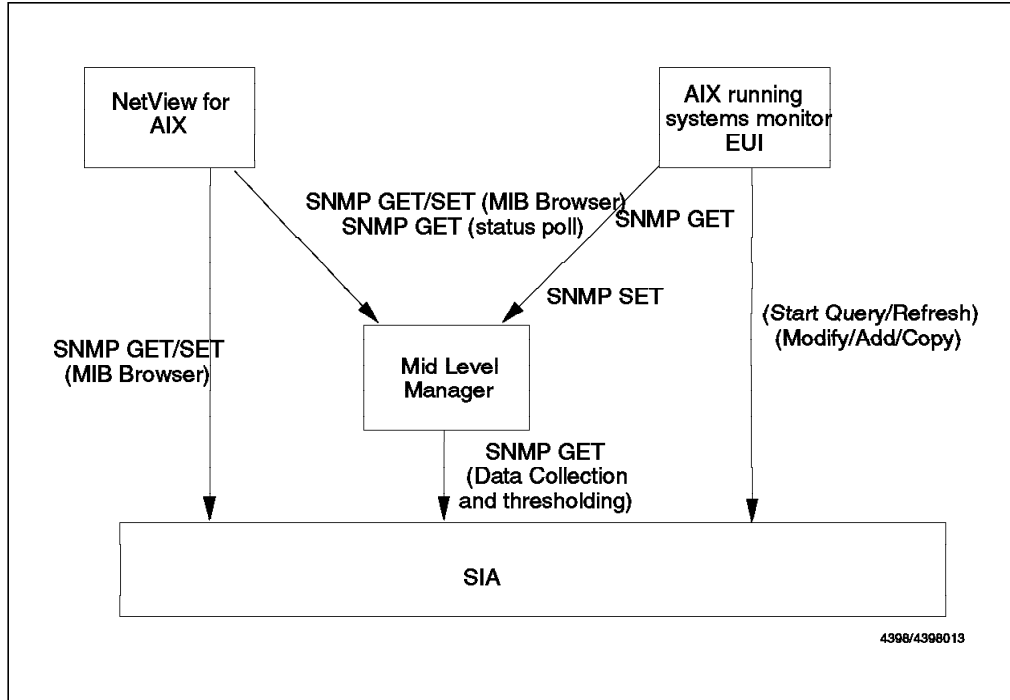 NetView for
AIX
AIX running
systems monitor
EUI
SNMP GET/SET (MIB Browser)
SNMP GET (status poll)
SNMP GET
SNMP SET
(Start Query/Refresh)
(Modify/Add/Copy)
SNMP GET/SET
(MIB Browser)
Mid Level
Manager
SNMP GET
(Data Collection
and thresholding)
SIA
4398/4398013